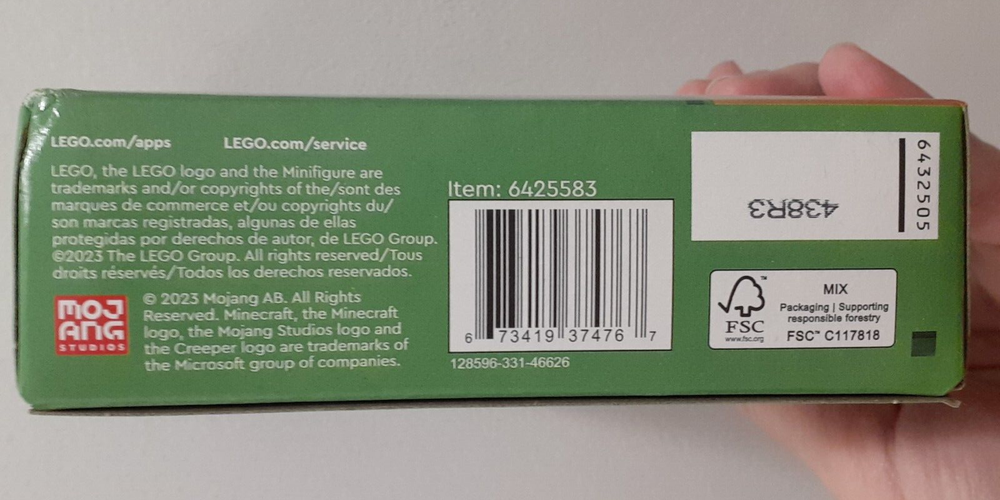 LEGO.com/apps LEGO.com/service
LEGO, the LEGO logo and the Minifigure are
trademarks and/or copyrights of the/sont des
marques de commerce et/ou copyrights du/
son marcas registradas, algunas de ellas
protegidas por derechos de autor, de LEGO Group.
©2023 The LEGO Group. All rights reserved/Tous
droits réservés/Todos los derechos reservados.
MOJ
ANG
STUDIOS
© 2023 Mojang AB. All Rights
Reserved. Minecraft, the Minecraft
logo, the Mojang Studios logo and
the Creeper logo are trademarks of
the Microsoft group of companies.
Item: 6425583
6 73419 37476 7
128596-331-46626
438R3
6432505
FSC™
www.fsc.org
MIX
Packaging | Supporting
responsible forestry
FSC™ C117818